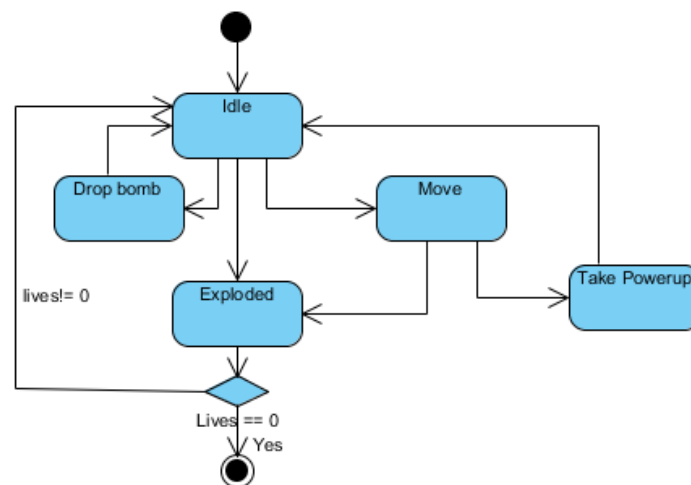 Idle
Drop bomb
Move
Take Powerup
Exploded
lives!= 0
Lives == 0
Yes